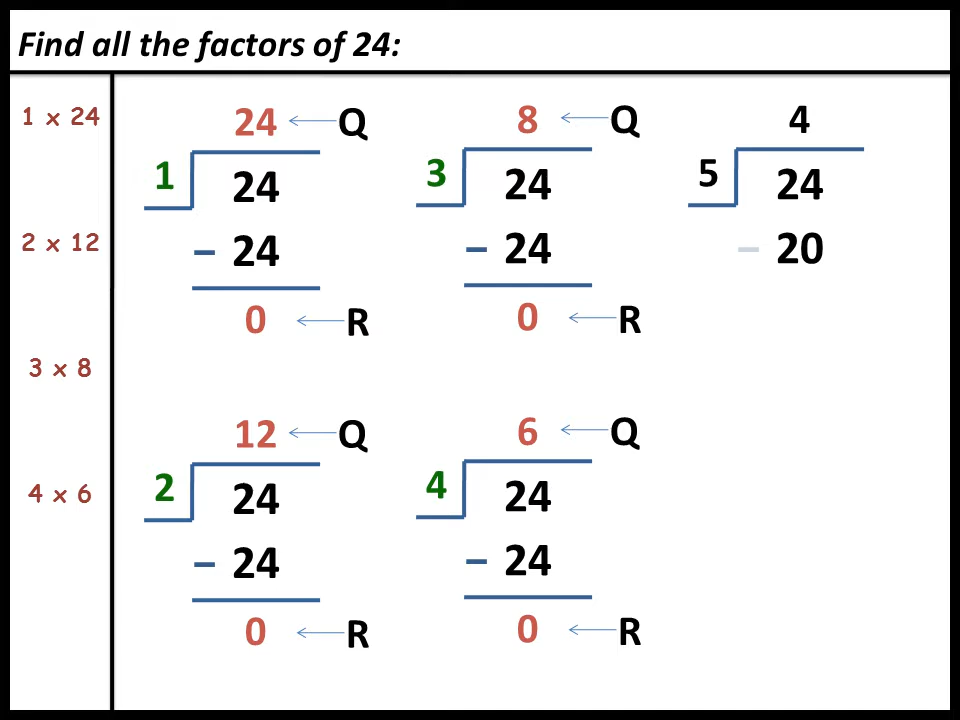 Find all the factors of 24:
1 x 24
2 x 12
3 x 8
4 x 6
24 Q
1 24
– 24
0 R
12 Q
2 24
– 24
0 R
8 Q
3 24
– 24
0 R
6 Q
4 24
– 24
0 R
4
5 24
– 20